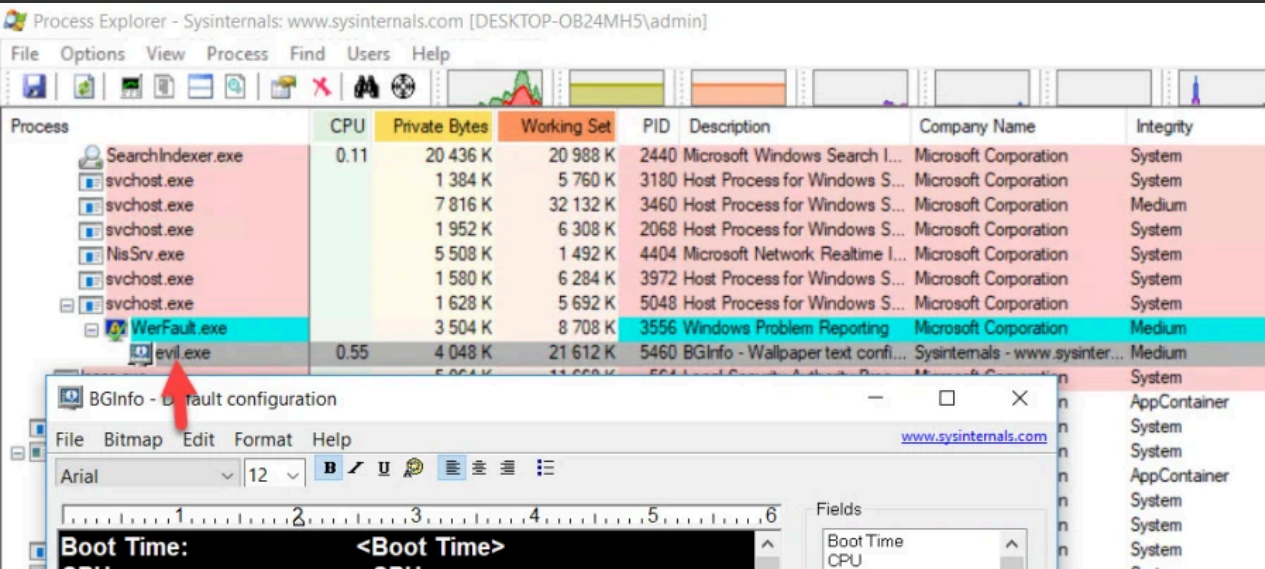 Process Explorer - Sysinternals: www.sysinternals.com [DESKTOP-OB24MH5\admin]
File Options View Process Find Users Help
Process CPU Private Bytes Working Set PID Description Company Name Integrity
SearchIndexer.exe 0.11 20 436 K 20 988 K 2440 Microsoft Windows Search I... Microsoft Corporation System
svchost.exe 1 384 K 5 760 K 3180 Host Process for Windows S... Microsoft Corporation System
svchost.exe 7 816 K 32 132 K 3460 Host Process for Windows S... Microsoft Corporation Medium
svchost.exe 1 952 K 6 308 K 2068 Host Process for Windows S... Microsoft Corporation System
NisSrv.exe 5 508 K 1 492 K 4404 Microsoft Network Realtime I... Microsoft Corporation System
svchost.exe 1 580 K 6 284 K 3972 Host Process for Windows S... Microsoft Corporation System
svchost.exe 1 628 K 5 692 K 5048 Host Process for Windows S... Microsoft Corporation System
WerFault.exe 3 504 K 8 708 K 3556 Windows Problem Reporting Microsoft Corporation Medium
evil.exe 0.55 4 048 K 21 612 K 5460 BGInfo - Wallpaper text confi... Sysinternals - www.sysinter... Medium
System
BGInfo - Default configuration
AppContainer
System
File Bitmap Edit Format Help www.sysinternals.com
System
Arial 12 B I U
AppContainer
System
1 2 3 4 5 6 Fields
System
Boot Time: <Boot Time> Boot Time
System
CPU